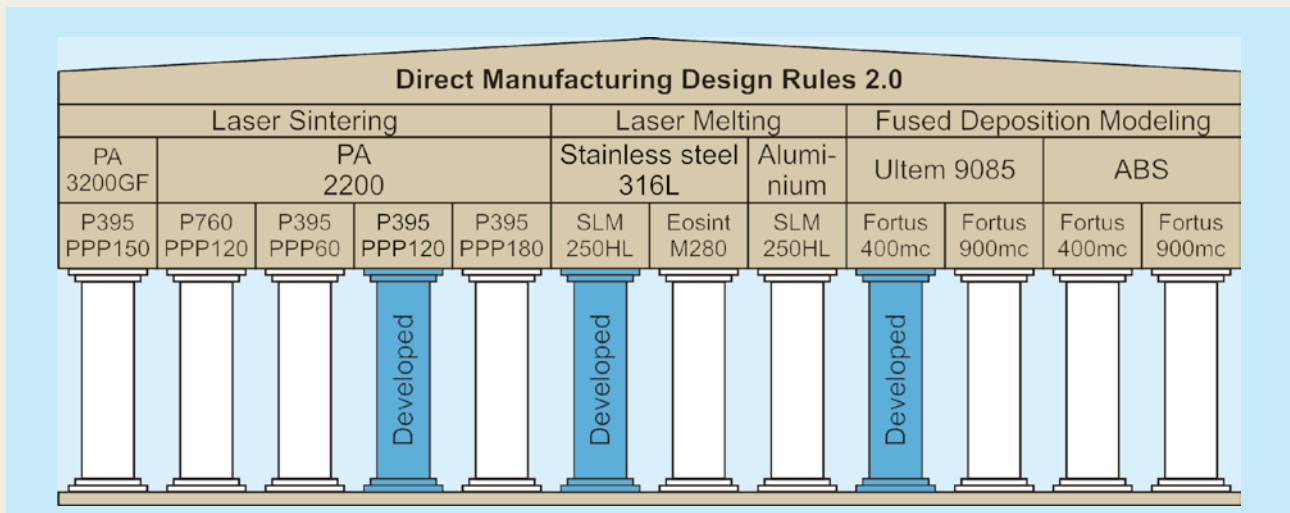 Direct Manufacturing Design Rules 2.0
Laser Sintering
Laser Melting
Fused Deposition Modeling
PA
3200GF
PA
2200
Stainless steel
316L
Alumi-
nium
Ultem 9085
ABS
P395
PPP150
P760
PPP120
P395
PPP60
P395
PPP120
P395
PPP180
SLM
250HL
Eosint
M280
SLM
250HL
Fortus
400mc
Fortus
900mc
Fortus
400mc
Fortus
900mc
Developed
Developed
Developed